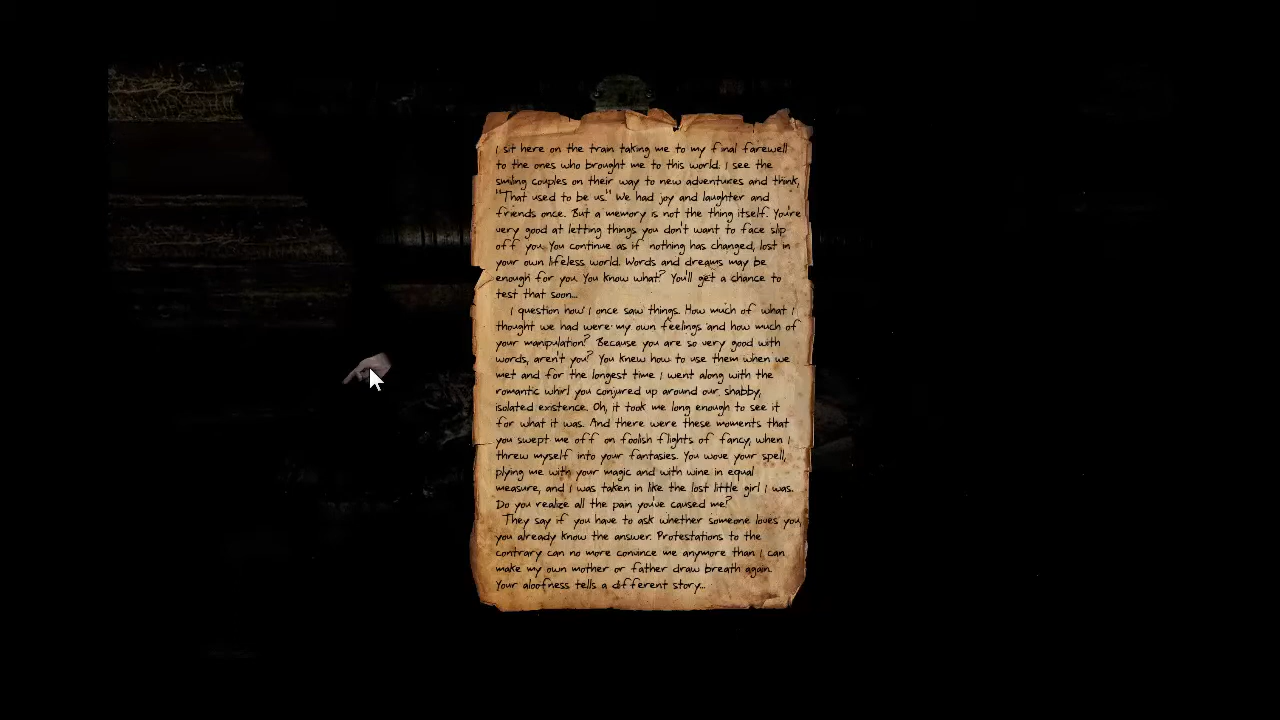 I sit here on the train taking me to my final farewell
to the ones who brought me to this world. I see the
smiling couples on their way to new adventures and think,
"That used to be us." We had joy and laughter and
friends once. But a memory is not the thing itself. You're
very good at letting things you don't want to face slip
off you. You continue as if nothing has changed, lost in
your own lifeless world. Words and dreams may be
enough for you. You know what? You'll get a chance to
test that soon...
I question how I once saw things. How much of what I
thought we had were my own feelings and how much of
your manipulation? Because you are so very good with
words, aren't you? You knew how to use them when we
met and for the longest time I went along with the
romantic whirl you conjured up around our shabby,
isolated existence. Oh, it took me long enough to see it
for what it was. And there were these moments that
you swept me off on foolish flights of fancy, when I
threw myself into your fantasies. You wove your spell,
plying me with your magic and with wine in equal
measure, and I was taken in like the lost little girl I was.
Do you realize all the pain you've caused me?
They say if you have to ask whether someone loves you,
you already know the answer. Protestations to the
contrary can no more convince me anymore than I can
make my own mother or father draw breath again.
Your aloofness tells a different story...